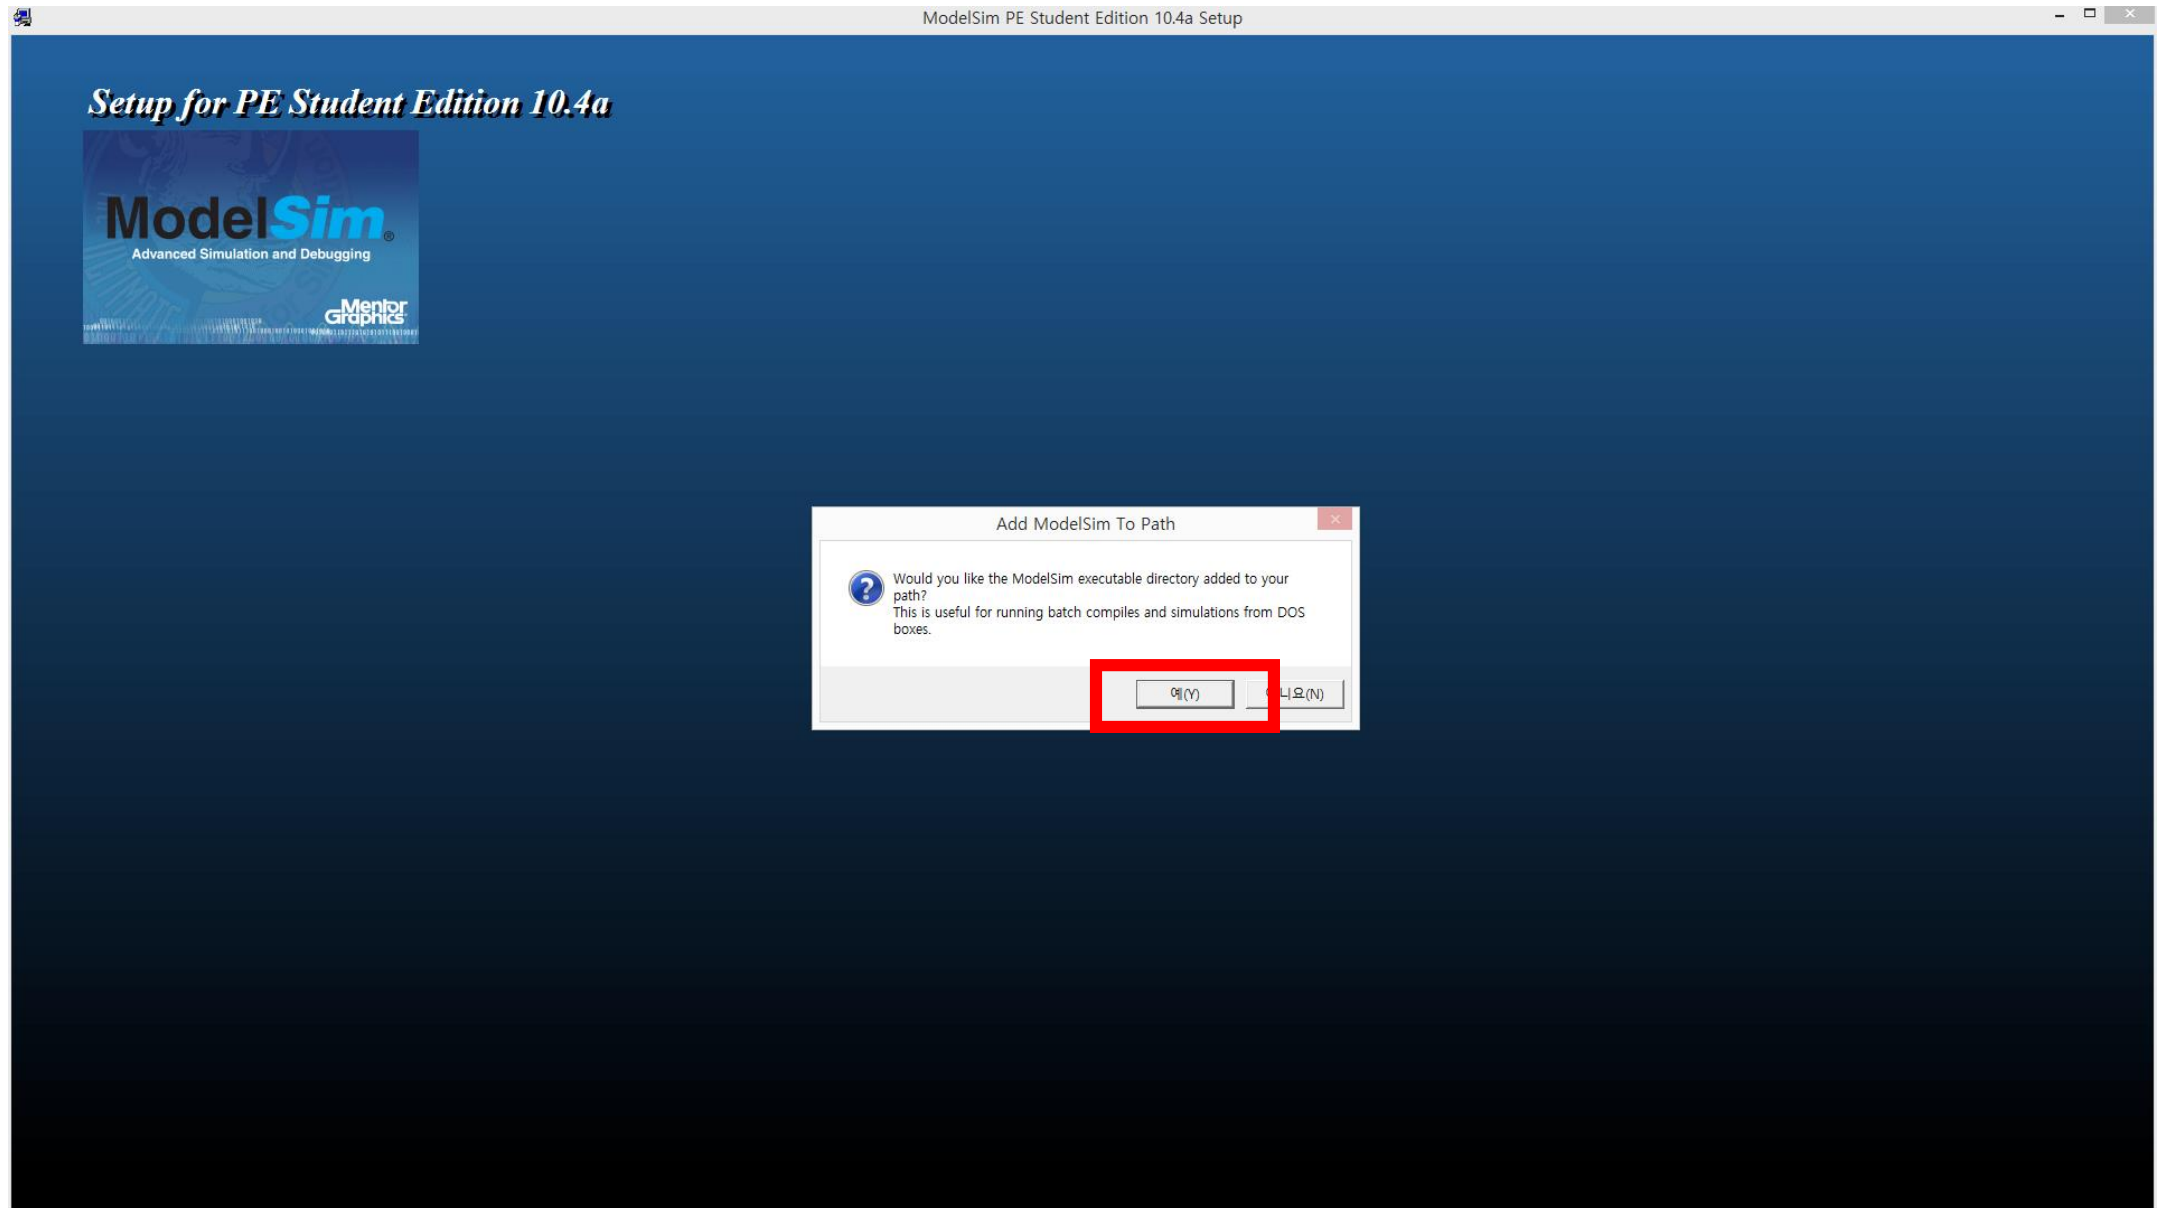 ModelSim PE Student Edition 10.4a Setup
Setup for PE Student Edition 10.4a
ModelSim®
Advanced Simulation and Debugging
Mentor
Graphics
Add ModelSim To Path
Would you like the ModelSim executable directory added to your
path?
This is useful for running batch compiles and simulations from DOS
boxes.
예(Y)
니요(N)